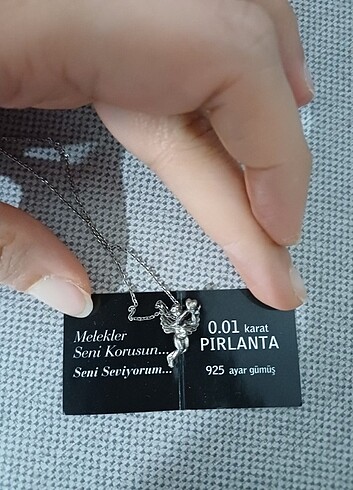 Melekler
Seni Korusun...
Seni Seviyorum...
0.01 karat
PIRLANTA
925 ayar gümüş